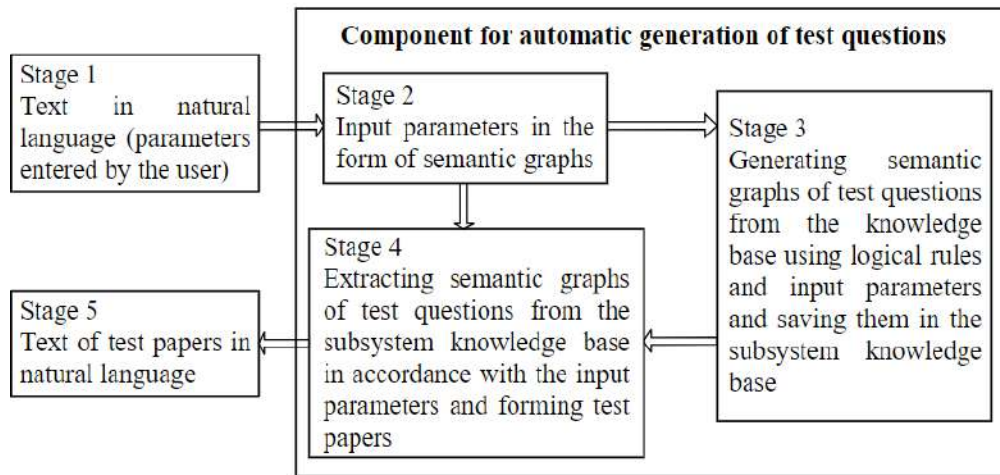 Component for automatic generation of test questions
Stage 1
Text in natural
language (parameters
entered by the user)
Stage 2
Input parameters in the
form of semantic graphs
Stage 3
Generating semantic
graphs of test questions
from the knowledge
base using logical rules
and input parameters
and saving them in the
subsystem knowledge
base
Stage 4
Extracting semantic graphs
of test questions from the
subsystem knowledge base
in accordance with the input
parameters and forming test
papers
Stage 5
Text of test papers in
natural language